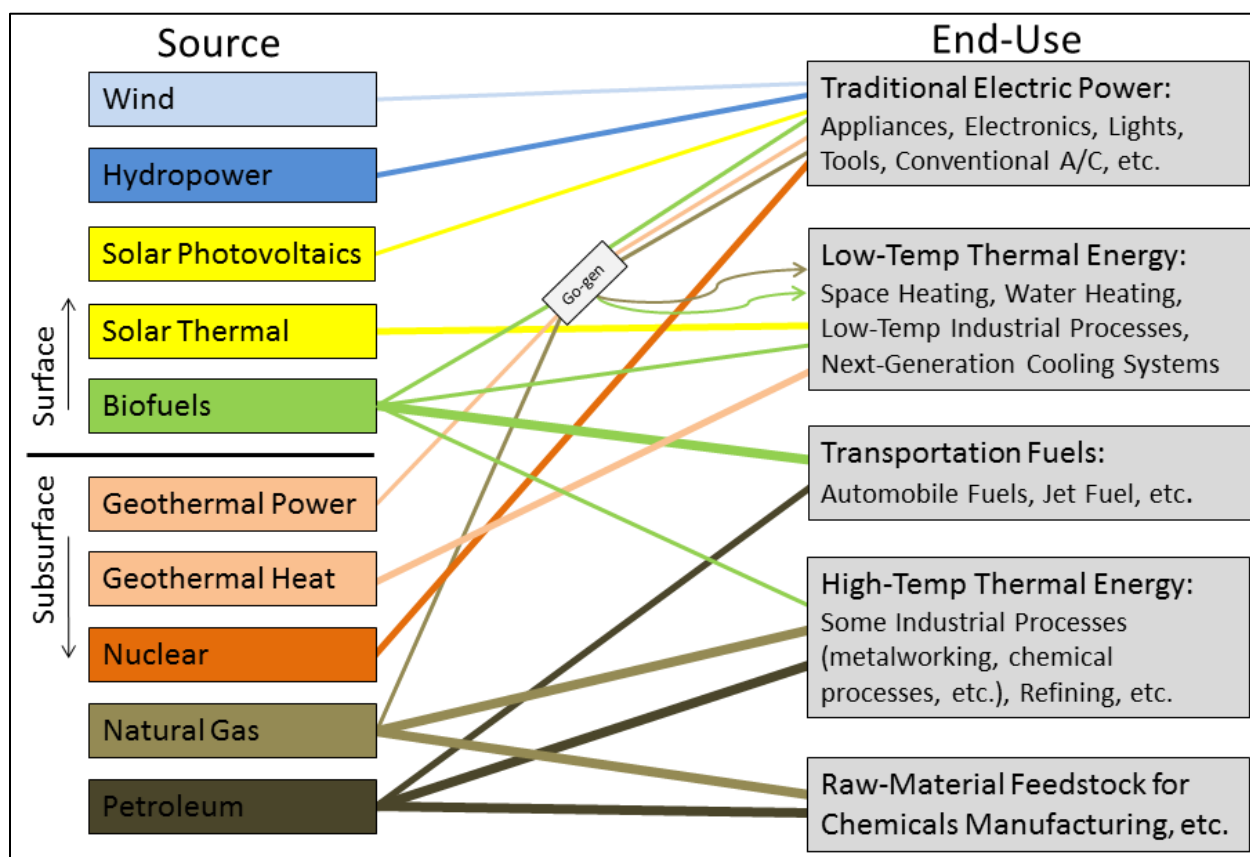 Source
End-Use
Wind
Hydropower
Solar Photovoltaics
Solar Thermal
Biofuels
Geothermal Power
Geothermal Heat
Nuclear
Natural Gas
Petroleum
Surface
Subsurface
Go-gen
Traditional Electric Power:
Appliances, Electronics, Lights,
Tools, Conventional A/C, etc.
Low-Temp Thermal Energy:
Space Heating, Water Heating,
Low-Temp Industrial Processes,
Next-Generation Cooling Systems
Transportation Fuels:
Automobile Fuels, Jet Fuel, etc.
High-Temp Thermal Energy:
Some Industrial Processes
(metalworking, chemical
processes, etc.), Refining, etc.
Raw-Material Feedstock for
Chemicals Manufacturing, etc.